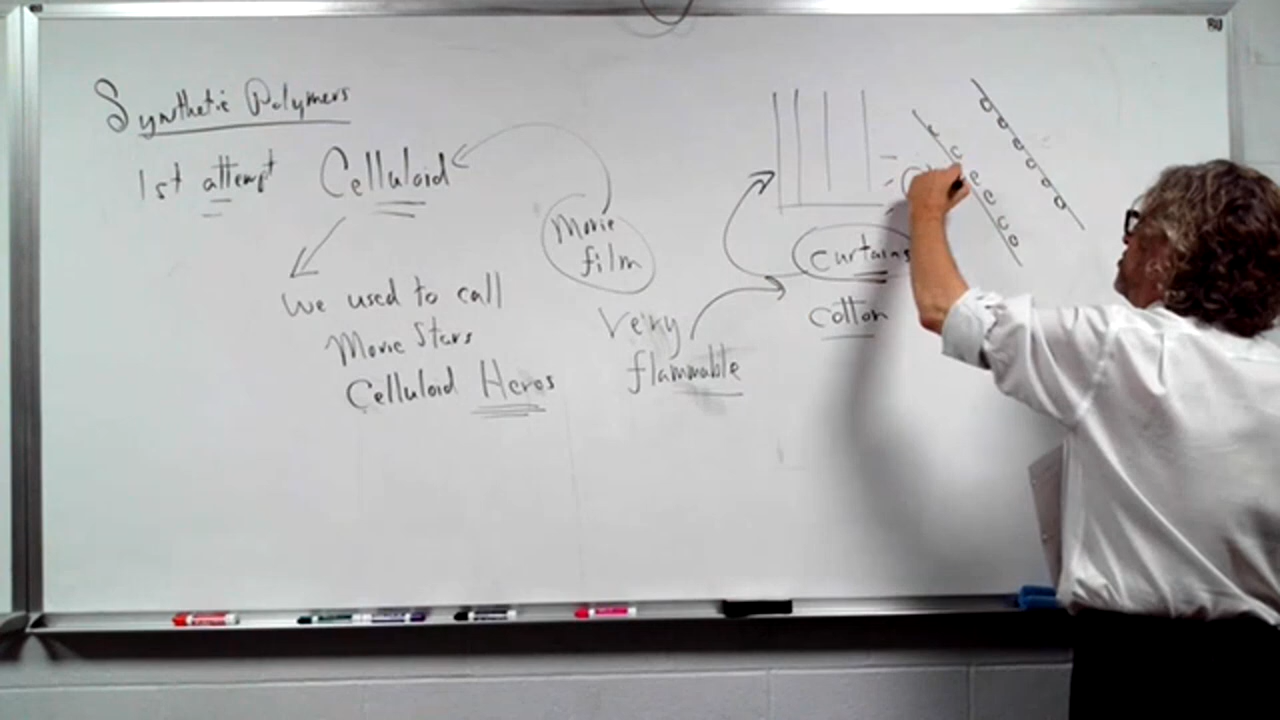 Synthetic Polymers
1st attempt Celluloid
Movie
film
we used to call
Movie Stars
Celluloid Heros
Very
flammable
curtains
cotton